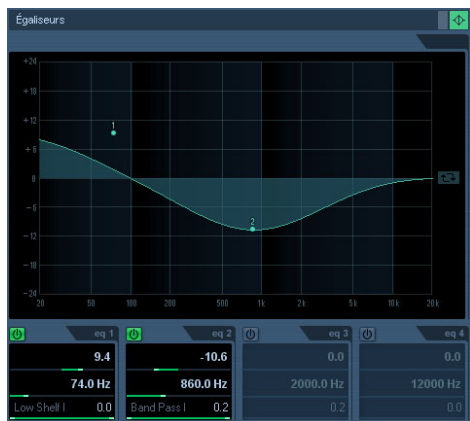 Égaliseurs
+24
+18
+12
+6
0
-6
-12
-18
-24
1
2
20 50 100 200 500 1k 2k 5k 10k 20k
eq 1 eq 2 eq 3 eq 4
9.4 -10.6 0.0 0.0
74.0 Hz 860.0 Hz 2000.0 Hz 12000 Hz
Low Shelf I 0.0 Band Pass I 0.2 0.2 0.0